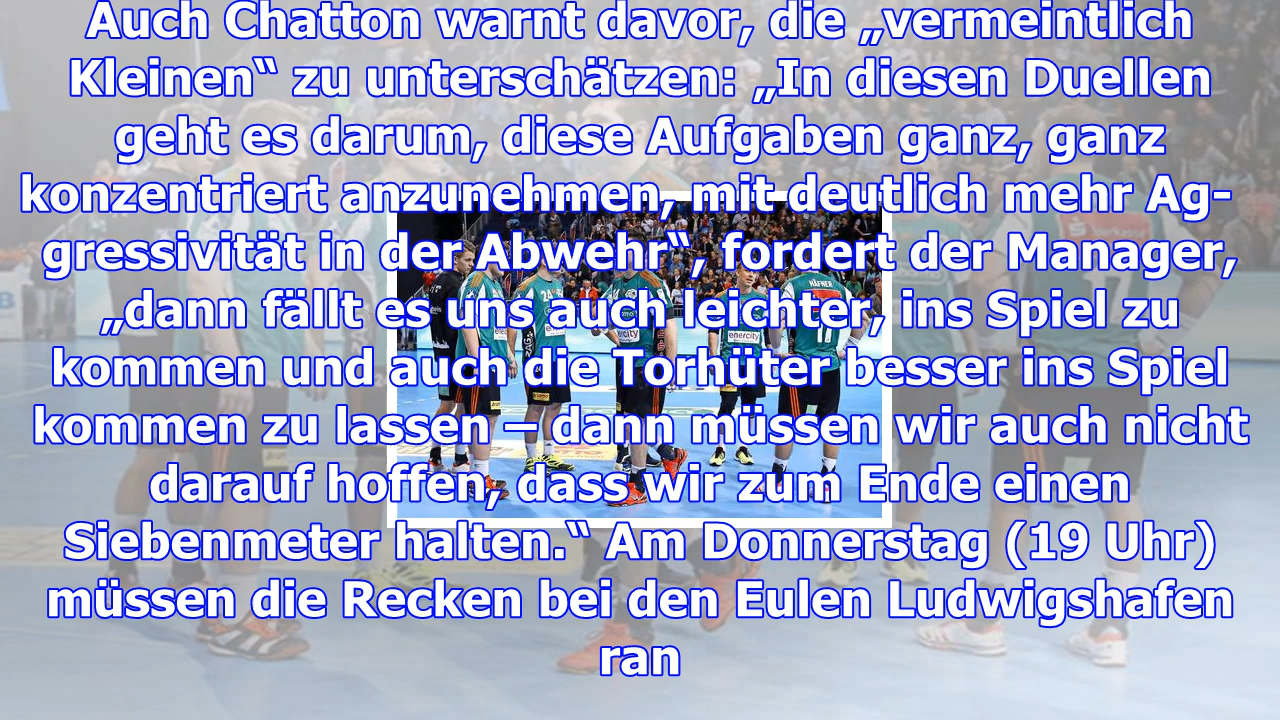 Auch Chatton warnt davor, die „vermeintlich
Kleinen“ zu unterschätzen: „In diesen Duellen
geht es darum, diese Aufgaben ganz, ganz
konzentriert anzunehmen, mit deutlich mehr Ag-
gressivität in der Abwehr“, fordert der Manager,
„dann fällt es uns auch leichter, ins Spiel zu
kommen und auch die Torhüter besser ins Spiel
kommen zu lassen – dann müssen wir auch nicht
darauf hoffen, dass wir zum Ende einen
Siebenmeter halten.“ Am Donnerstag (19 Uhr)
müssen die Recken bei den Eulen Ludwigshafen
ran
HÄFNER
enercity
enercity